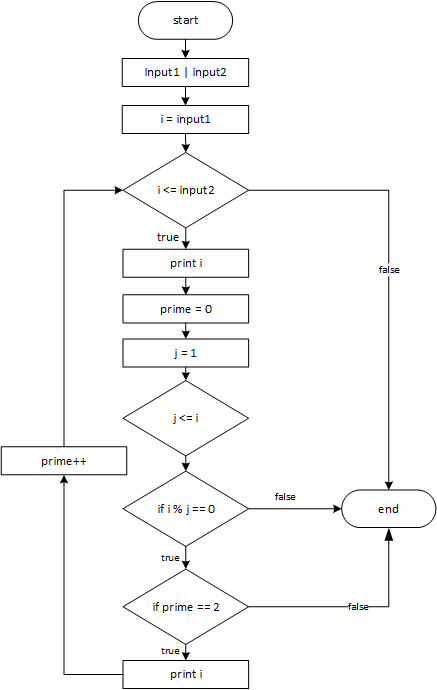 start
Input1 | input2
i = input1
i <= input2
true
false
print i
prime = 0
j = 1
j <= i
prime++
if i % j == 0
false
end
true
if prime == 2
false
true
print i